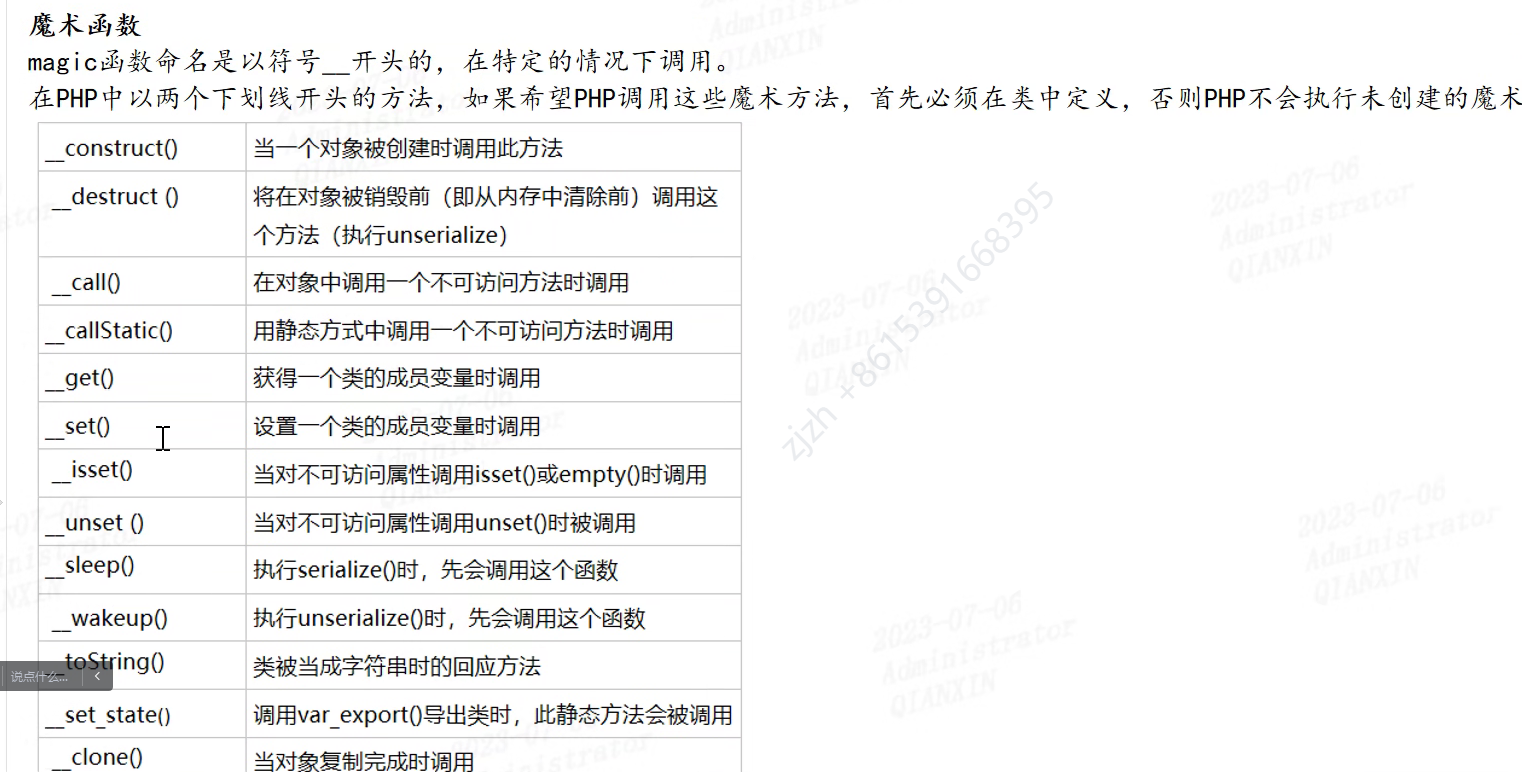 魔术函数
magic函数命名是以符号__开头的，在特定的情况下调用。
在PHP中以两个下划线开头的方法，如果希望PHP调用这些魔术方法，首先必须在类中定义，否则PHP不会执行未创建的魔术
__construct() 当一个对象被创建时调用此方法
__destruct () 将在对象被销毁前（即从内存中清除前）调用这
个方法（执行unserialize）
__call() 在对象中调用一个不可访问方法时调用
__callStatic() 用静态方式中调用一个不可访问方法时调用
__get() 获得一个类的成员变量时调用
__set() 设置一个类的成员变量时调用
__isset() 当对不可访问属性调用isset()或empty()时调用
__unset () 当对不可访问属性调用unset()时被调用
__sleep() 执行serialize()时，先会调用这个函数
__wakeup() 执行unserialize()时，先会调用这个函数
__toString() 类被当成字符串时的回应方法
__set_state() 调用var_export()导出类时，此静态方法会被调用
__clone() 当对象复制完成时调用
说点什么...
zjzh +8615391668395
2023-07-06
Administrator
QIANXIN
2023-07-06
Administrator
QIANXIN
2023-07-06
Administrator
QIANXIN
2023-07-06
Administrator
QIANXIN